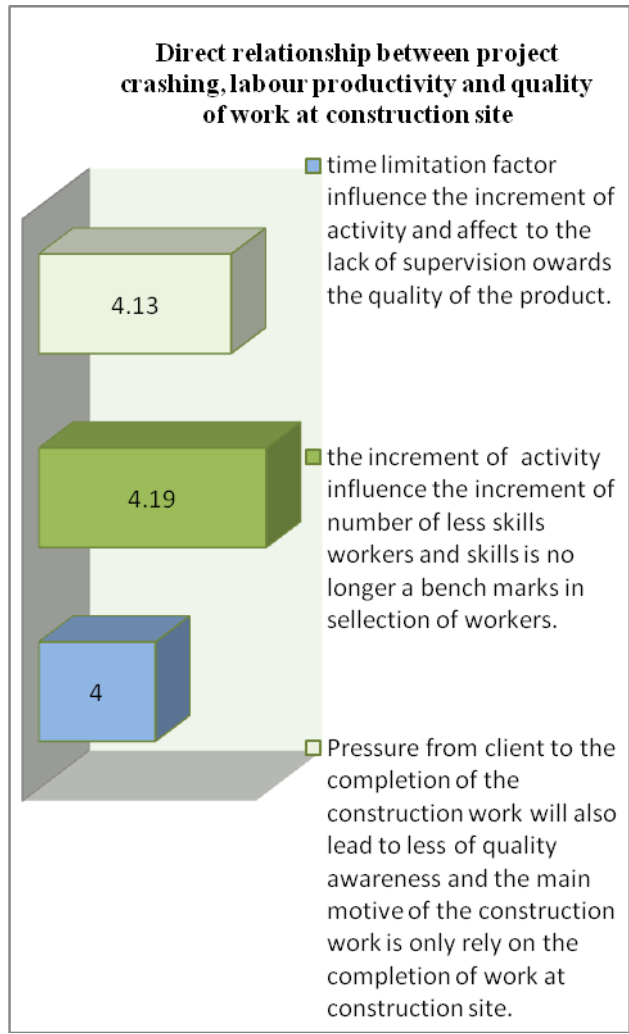 Direct relationship between project
crashing, labour productivity and quality
of work at construction site
time limitation factor
influence the increment of
activity and affect to the
lack of supervision owards
the quality of the product.
4.13
the increment of  activity
influence the increment of
number of less skills
workers and skills is no
longer a bench marks in
sellection of workers.
4.19
4
Pressure from client to the
completion of the
construction work will also
lead to less of quality
awareness and the main
motive of the construction
work is only rely on the
completion of work at
construction site.